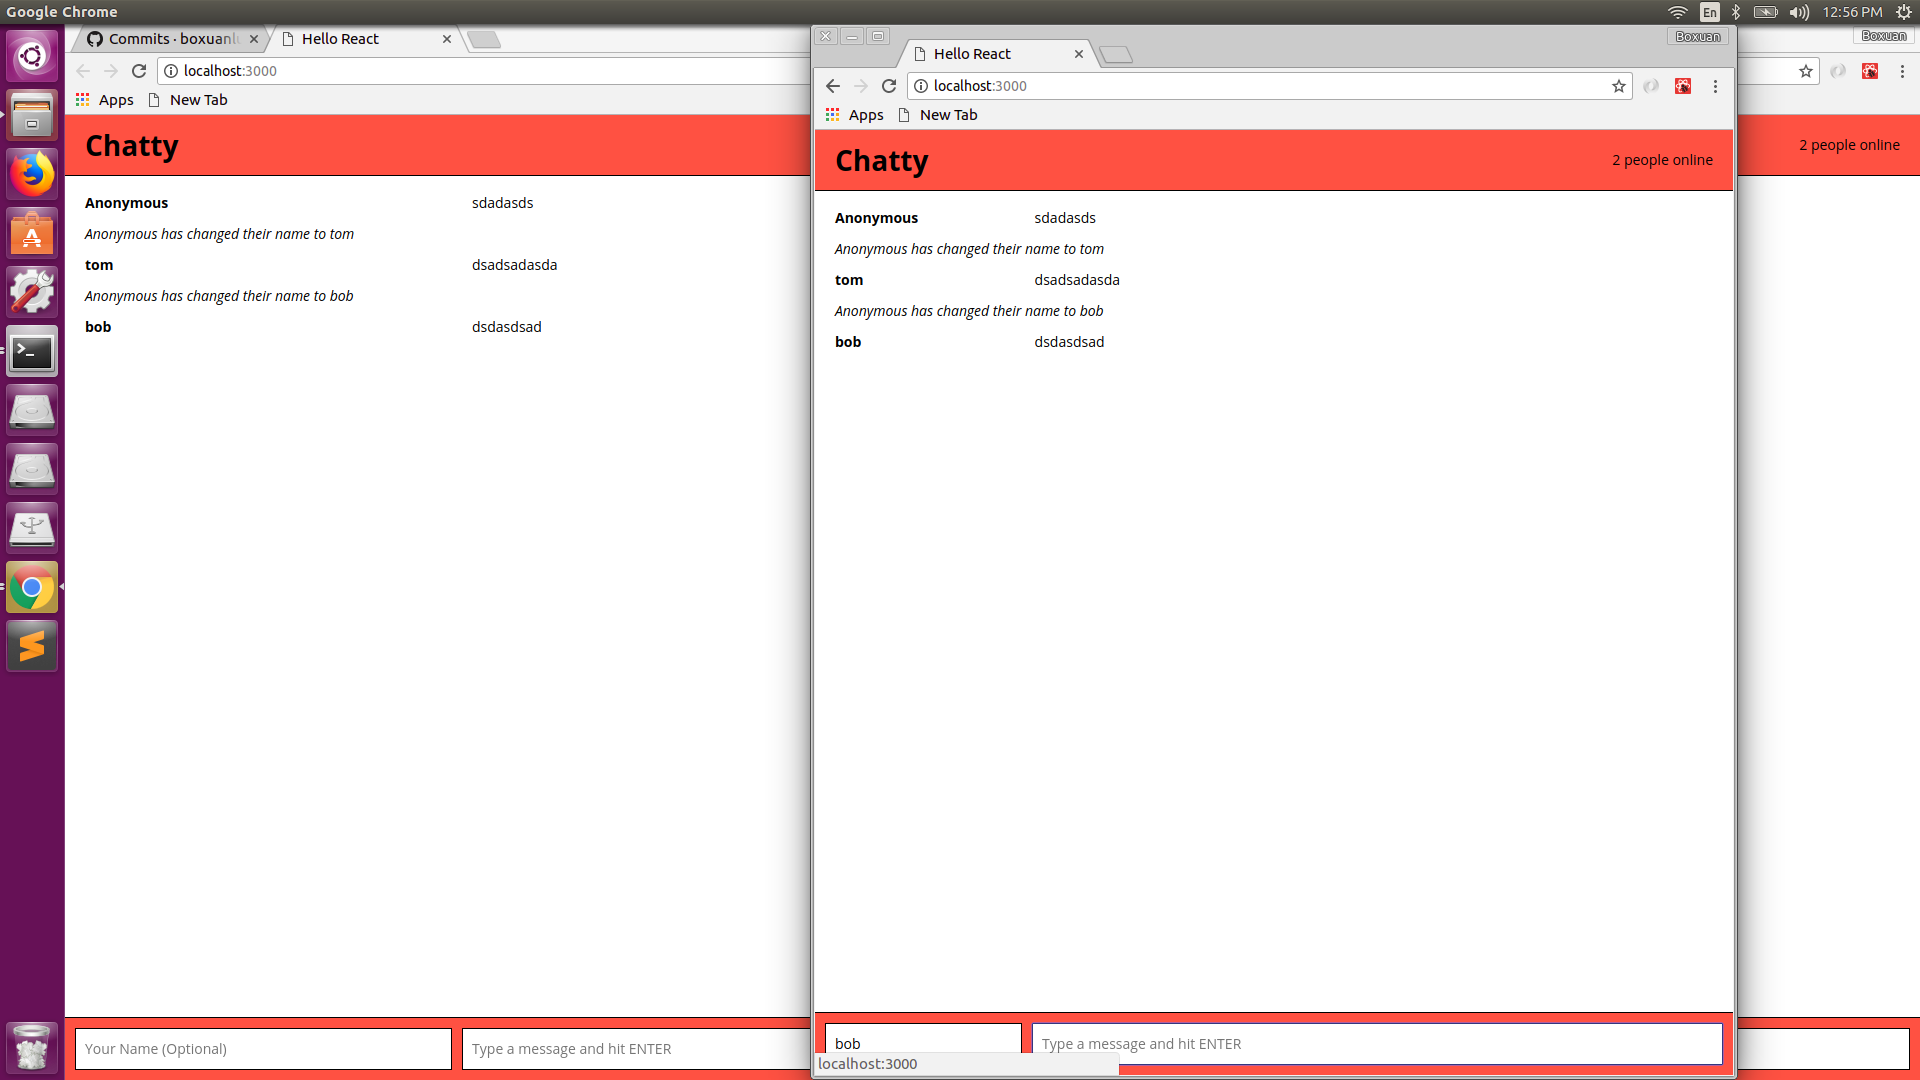 Google Chrome
En
12:56 PM
Commits · boxuanl
Hello React
Boxuan
localhost:3000
Apps
New Tab
Chatty
2 people online
Anonymous sdadasds
Anonymous has changed their name to tom
tom dsadsadasda
Anonymous has changed their name to bob
bob dsdasdsad
Your Name (Optional)
Type a message and hit ENTER
Boxuan
Hello React
localhost:3000
Apps
New Tab
Chatty
2 people online
Anonymous sdadasds
Anonymous has changed their name to tom
tom dsadsadasda
Anonymous has changed their name to bob
bob dsdasdsad
bob
Type a message and hit ENTER
localhost:3000